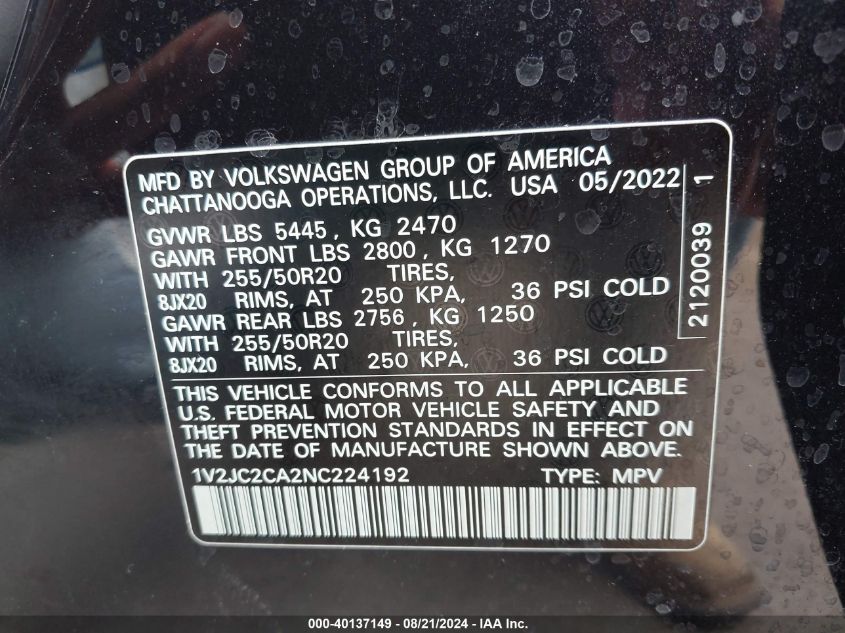 MFD BY VOLKSWAGEN GROUP OF AMERICA
CHATTANOOGA OPERATIONS, LLC. USA 05/2022
GVWR LBS 5445, KG 2470
GAWR FRONT LBS 2800, KG 1270
WITH 255/50R20 TIRES,
8JX20 RIMS, AT 250 KPA, 36 PSI COLD
GAWR REAR LBS 2756, KG 1250
WITH 255/50R20 TIRES,
8JX20 RIMS, AT 250 KPA, 36 PSI COLD
2120039 1
THIS VEHICLE CONFORMS TO ALL APPLICABLE
U.S. FEDERAL MOTOR VEHICLE SAFETY AND
THEFT PREVENTION STANDARDS IN EFFECT ON
THE DATE OF MANUFACTURE SHOWN ABOVE.
1V2JC2CA2NC224192 TYPE: MPV
000-40137149 - 08/21/2024 - IAA Inc.